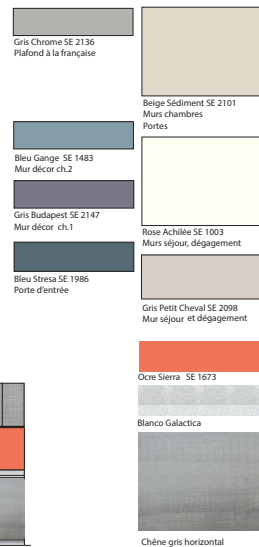 Gris Chrome SE 2136
Plafond à la française
Beige Sédiment SE 2101
Murs chambres
Portes
Bleu Gange SE 1483
Mur décor ch.2
Gris Budapest SE 2147
Mur décor ch.1
Rose Achilée SE 1003
Murs séjour, dégagement
Bleu Stresa SE 1986
Porte d'entrée
Gris Petit Cheval SE 2098
Mur séjour et dégagement
Ocre Sierra SE 1673
Blanco Galactica
Chêne gris horizontal